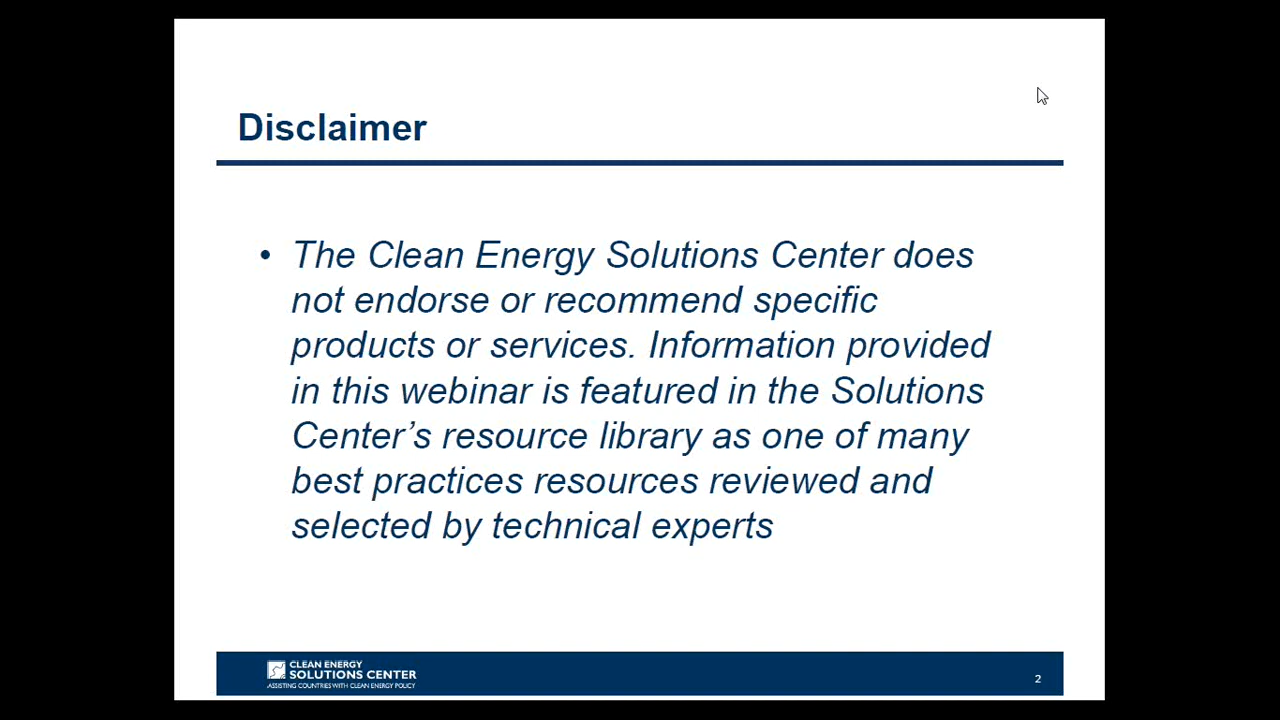 Disclaimer
• The Clean Energy Solutions Center does
not endorse or recommend specific
products or services. Information provided
in this webinar is featured in the Solutions
Center’s resource library as one of many
best practices resources reviewed and
selected by technical experts
CLEAN ENERGY
SOLUTIONS CENTER
ASSISTING COUNTRIES WITH CLEAN ENERGY POLICY
2